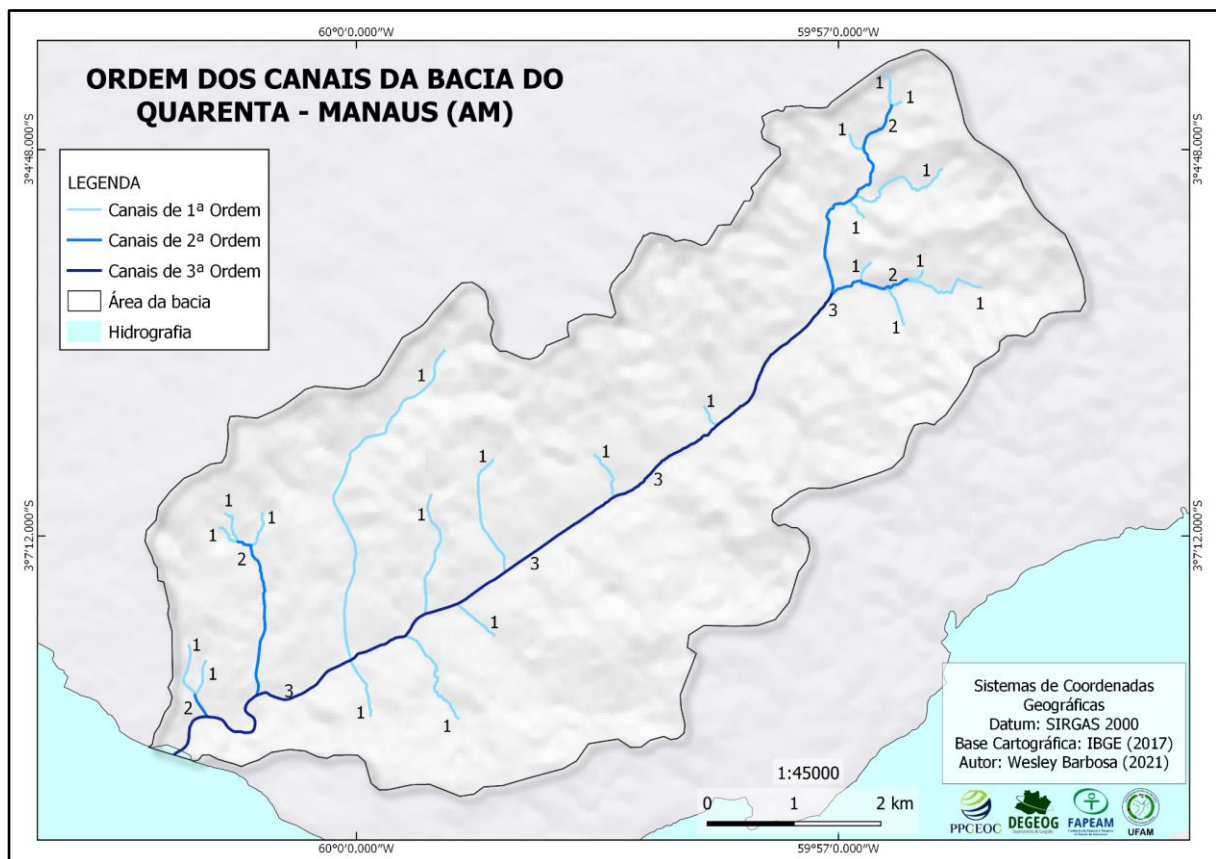 60°0'0.000"W
59°57'0.000"W
ORDEM DOS CANAIS DA BACIA DO
QUARENTA - MANAUS (AM)
3°4'48.000"S
3°4'48.000"S
LEGENDA
Canais de 1ª Ordem
Canais de 2ª Ordem
Canais de 3ª Ordem
Área da bacia
Hidrografia
1
1
2
1
1
1
1
1
2
1
1
3
1
1
1
1
3
1
1
1
1
2
3
3°7'12.000"S
3°7'12.000"S
1
1
1
3
2
1
1
Sistemas de Coordenadas
Geográficas
Datum: SIRGAS 2000
Base Cartográfica: IBGE (2017)
Autor: Wesley Barbosa (2021)
1:45000
0 1 2 km
PPGEOG
DEGEOG
FAPEAM
UFAM
60°0'0.000"W
59°57'0.000"W